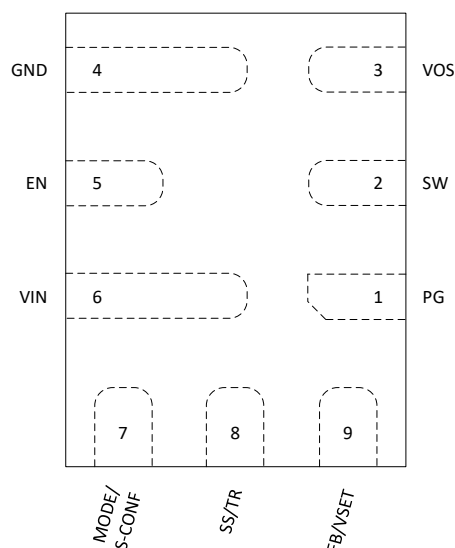 GND 4 3 VOS
EN 5 2 SW
VIN 6 1 PG
7 8 9
MODE/
S-CONF
SS/TR
FB/VSET